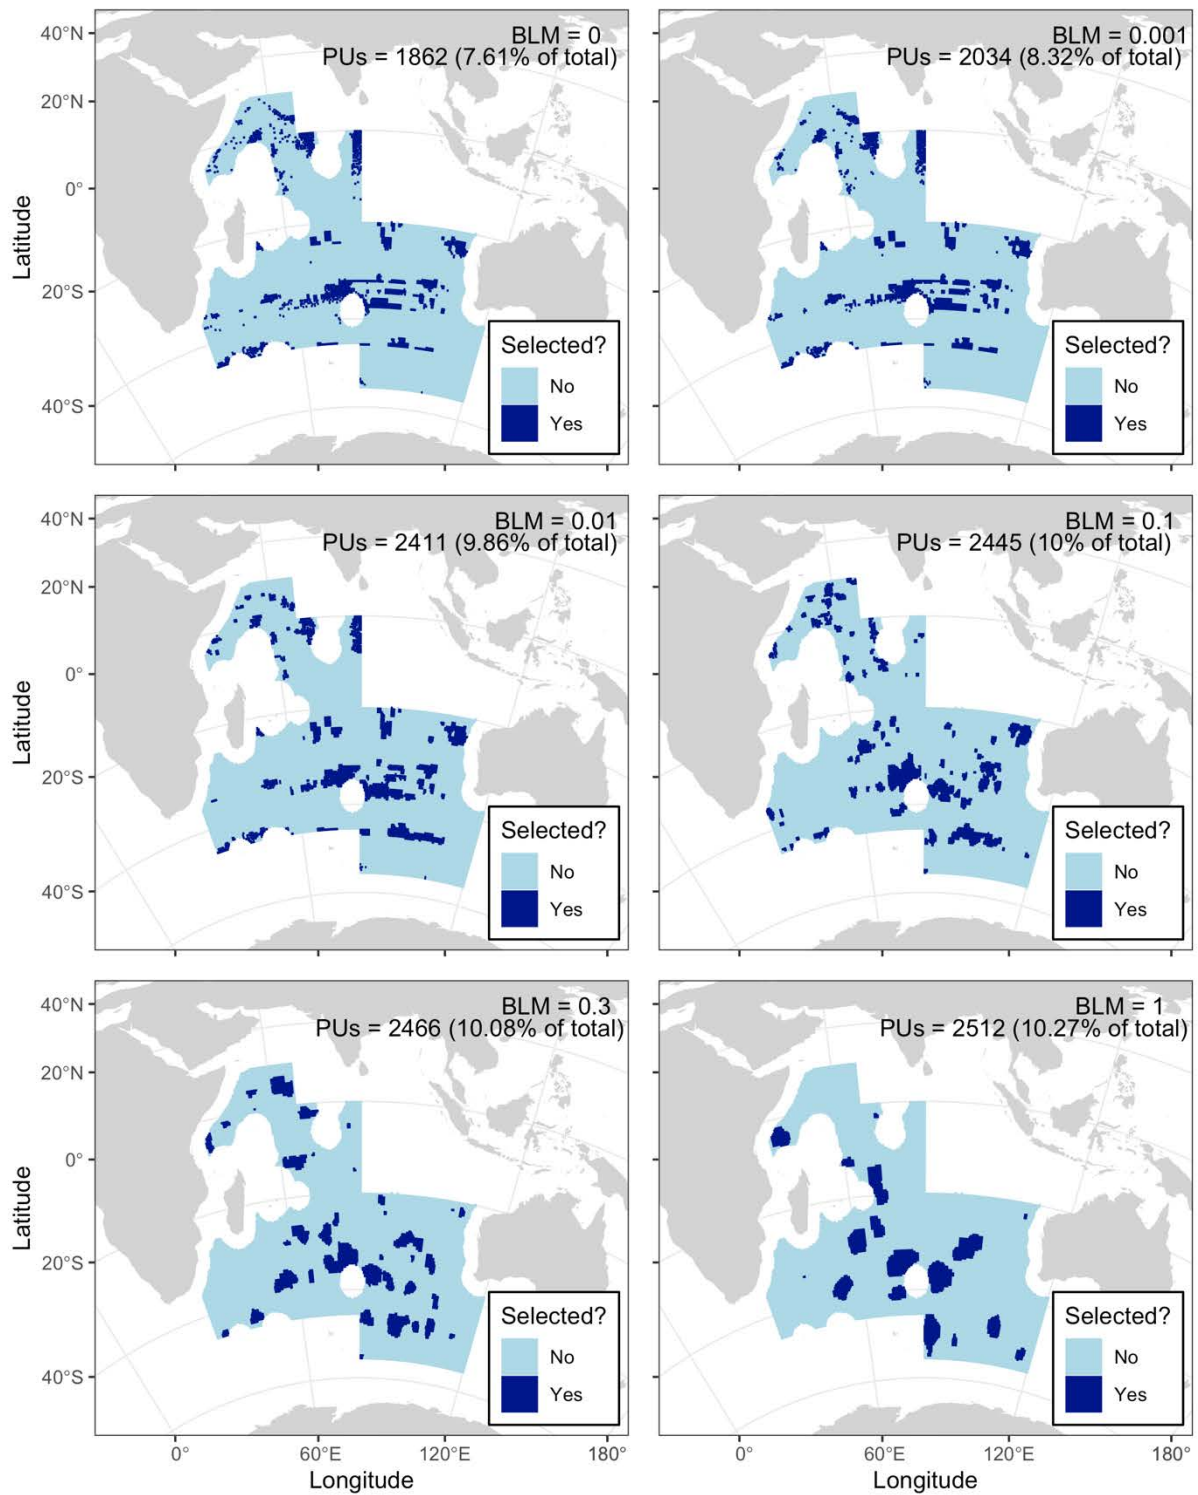 BLM = 0
PUs = 1862 (7.61% of total)
40°N
20°N
0°
20°S
40°S
Latitude
Selected?
No
Yes
BLM = 0.001
PUs = 2034 (8.32% of total)
Selected?
No
Yes
BLM = 0.01
PUs = 2411 (9.86% of total)
40°N
20°N
0°
20°S
40°S
Latitude
Selected?
No
Yes
BLM = 0.1
PUs = 2445 (10% of total)
Selected?
No
Yes
BLM = 0.3
PUs = 2466 (10.08% of total)
40°N
20°N
0°
20°S
40°S
Latitude
Selected?
No
Yes
0°
60°E
120°E
180°
Longitude
BLM = 1
PUs = 2512 (10.27% of total)
Selected?
No
Yes
0°
60°E
120°E
180°
Longitude